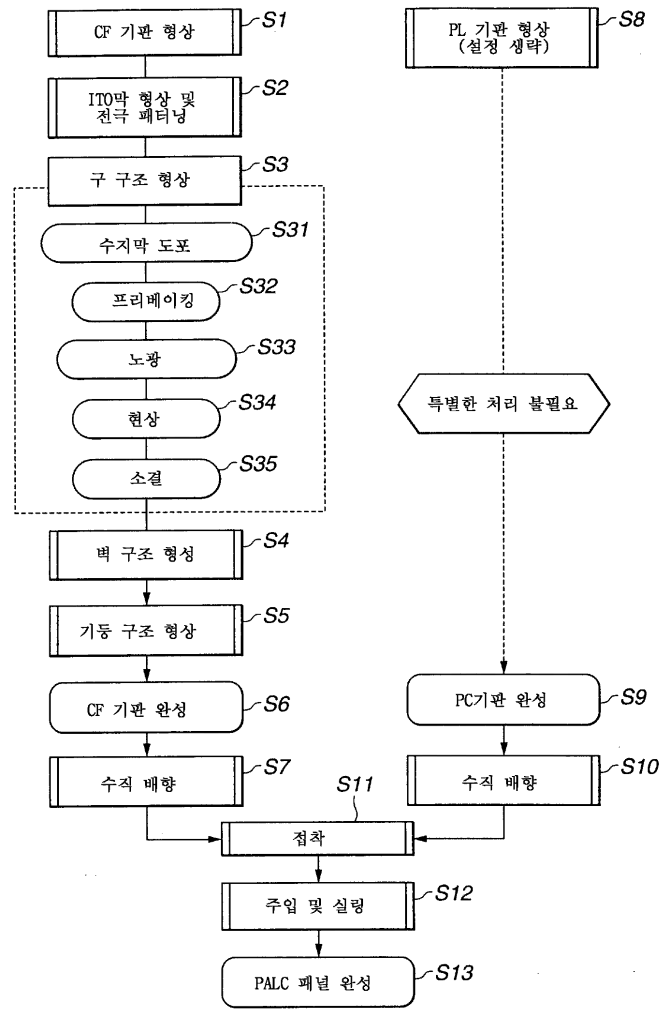 CF 기판 형상
S1
PL 기판 형상
(설정 생략)
S8
ITO막 형상 및
전극 패터닝
S2
구 구조 형상
S3
수지막 도포
S31
프리베이킹
S32
노광
S33
특별한 처리 불필요
현상
S34
소결
S35
벽 구조 형성
S4
기둥 구조 형상
S5
CF 기판 완성
S6
PC기판 완성
S9
수직 배향
S7
수직 배향
S10
접착
S11
주입 및 실링
S12
PALC 패널 완성
S13